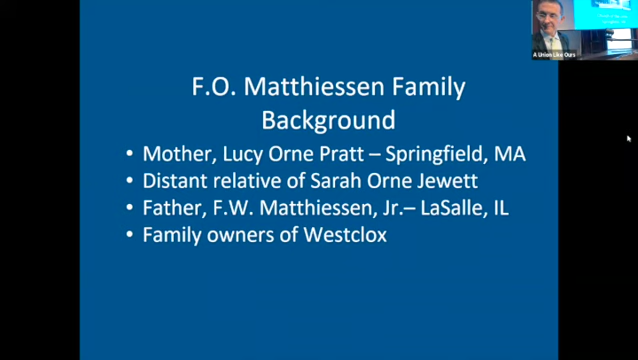 F.O. Matthiessen Family
Background
• Mother, Lucy Orne Pratt – Springfield, MA
• Distant relative of Sarah Orne Jewett
• Father, F.W. Matthiessen, Jr.– LaSalle, IL
• Family owners of Westclox
A Union Like Ours